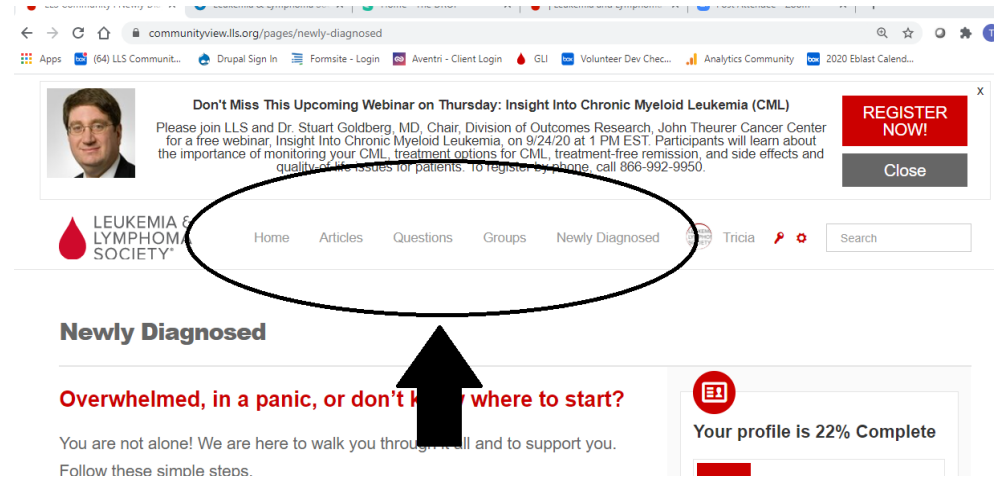 communityview.lls.org/pages/newly-diagnosed
Apps (64) LLS Communit... Drupal Sign In Formsite - Login Aventri - Client Login GLI Volunteer Dev Chec... Analytics Community 2020 Eblast Calend...
Don't Miss This Upcoming Webinar on Thursday: Insight Into Chronic Myeloid Leukemia (CML)
Please join LLS and Dr. Stuart Goldberg, MD, Chair, Division of Outcomes Research, John Theurer Cancer Center
for a free webinar, Insight Into Chronic Myeloid Leukemia, on 9/24/20 at 1 PM EST. Participants will learn about
the importance of monitoring your CML, treatment options for CML, treatment-free remission, and side effects and
quality-of-life issues for patients. To register by phone, call 866-992-9950.
X
REGISTER
NOW!
Close
LEUKEMIA &
LYMPHOMA
SOCIETY
Home Articles Questions Groups Newly Diagnosed Tricia Search
Newly Diagnosed
Overwhelmed, in a panic, or don't where to start?
You are not alone! We are here to walk you through it all and to support you.
Follow these simple steps.
Your profile is 22% Complete